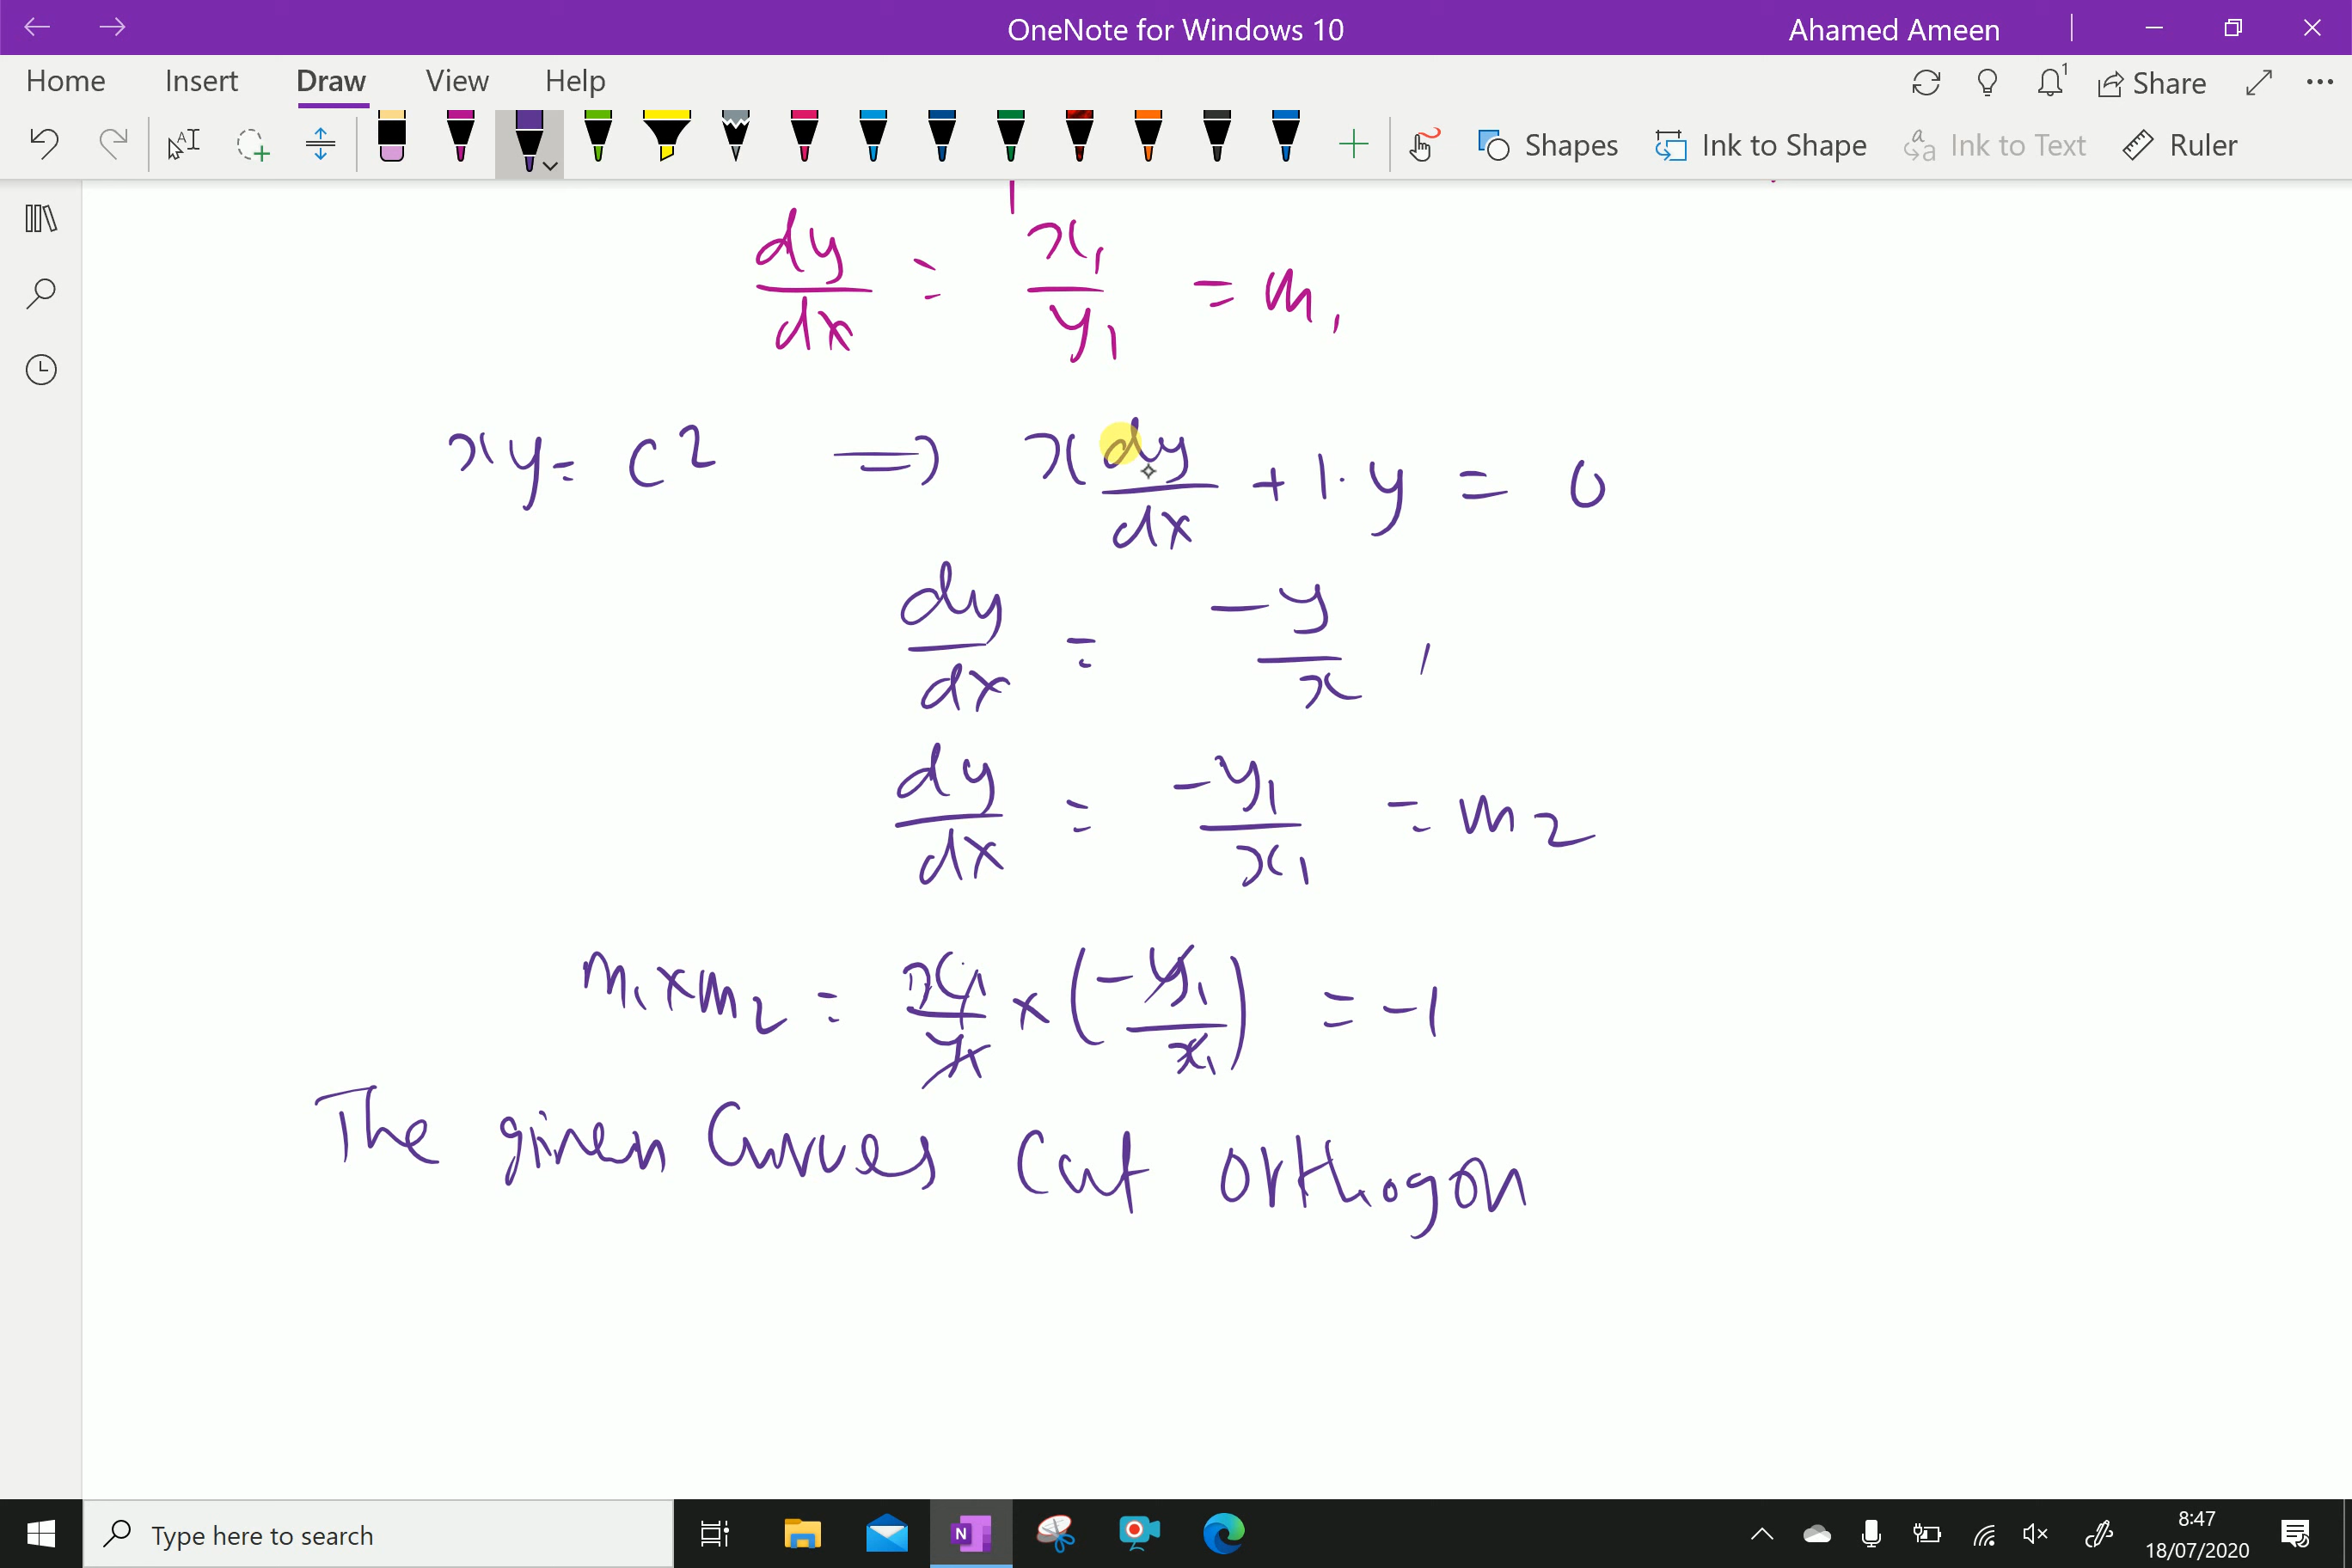 OneNote for Windows 10 Ahamed Ameen
Home Insert Draw View Help 1 Share
Shapes Ink to Shape Ink to Text Ruler
dy/dx = x₁/y₁ = m₁
xy = c² ⟹ x dy/dx + 1·y = 0
dy/dx = -y/x ,
dy/dx = -y₁/x₁ = m₂
m₁ x m₂ = x₁/y₁ x (-y₁/x₁) = -1
The given Curves Cut orthogon
Type here to search
8:47
18/07/2020